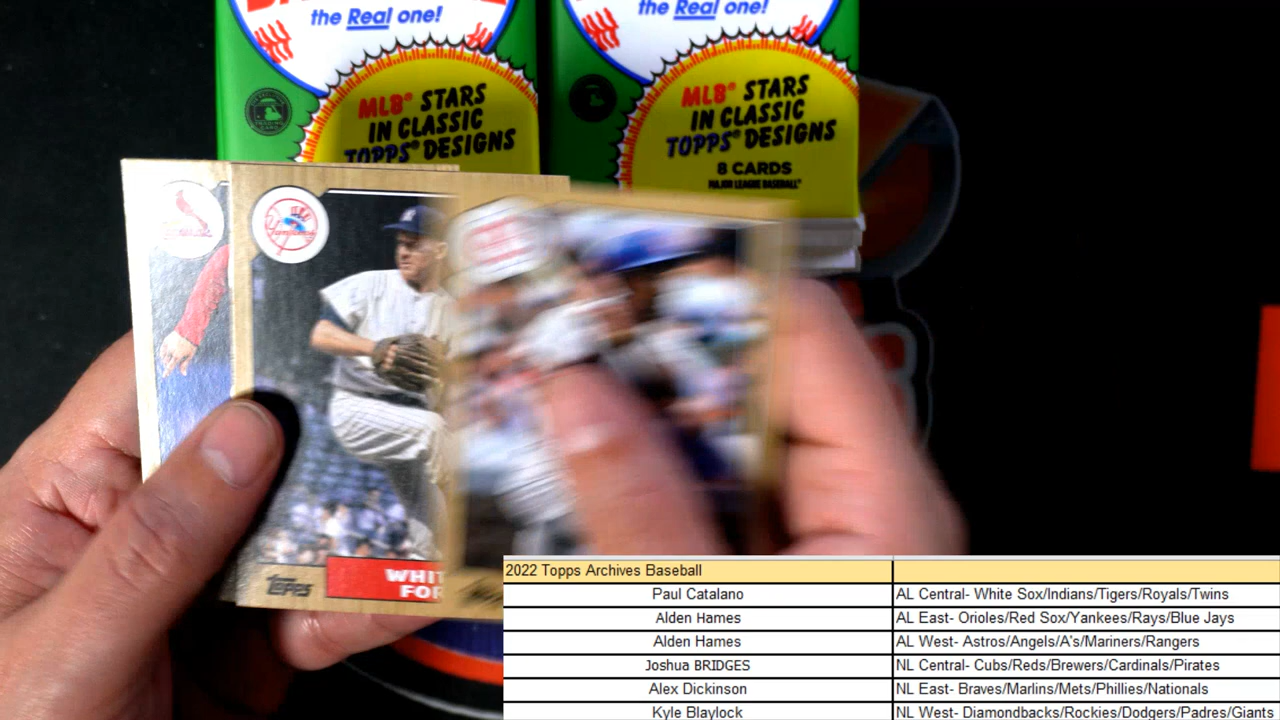 the Real one!
the Real one!
MLB® STARS
IN CLASSIC
TOPPS® DESIGNS
MLB® STARS
IN CLASSIC
TOPPS® DESIGNS
8 CARDS
MAJOR LEAGUE BASEBALL®
Yankees
Topps
2022 Topps Archives Baseball
Paul Catalano AL Central- White Sox/Indians/Tigers/Royals/Twins
Alden Hames AL East- Orioles/Red Sox/Yankees/Rays/Blue Jays
Alden Hames AL West- Astros/Angels/A's/Mariners/Rangers
Joshua BRIDGES NL Central- Cubs/Reds/Brewers/Cardinals/Pirates
Alex Dickinson NL East- Braves/Marlins/Mets/Phillies/Nationals
Kyle Blaylock NL West- Diamondbacks/Rockies/Dodgers/Padres/Giants